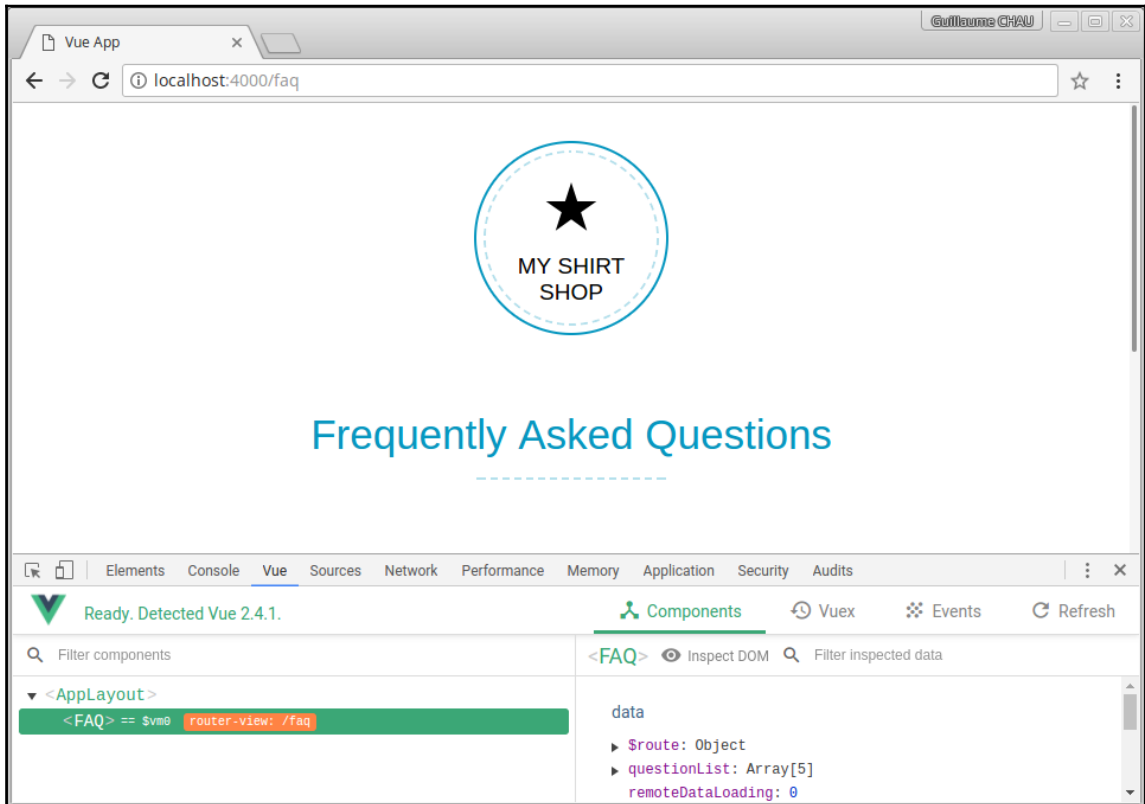 Guillaume CHAU
Vue App
localhost:4000/faq
MY SHIRT
SHOP
Frequently Asked Questions
Elements Console Vue Sources Network Performance Memory Application Security Audits
Ready. Detected Vue 2.4.1. Components Vuex Events Refresh
Filter components <FAQ> Inspect DOM Filter inspected data
<AppLayout>
<FAQ> == $vm0 router-view: /faq
data
$route: Object
questionList: Array[5]
remoteDataLoading: 0